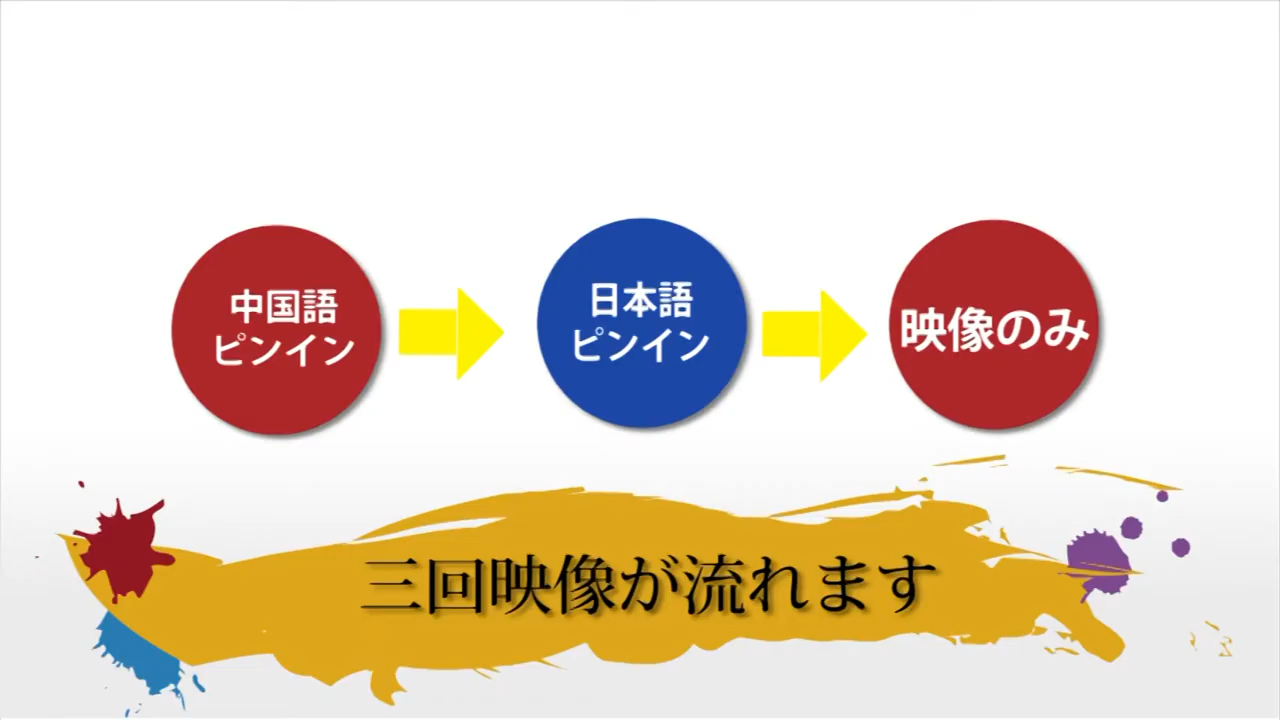 中国語
ピンイン
日本語
ピンイン
映像のみ
三回映像が流れます